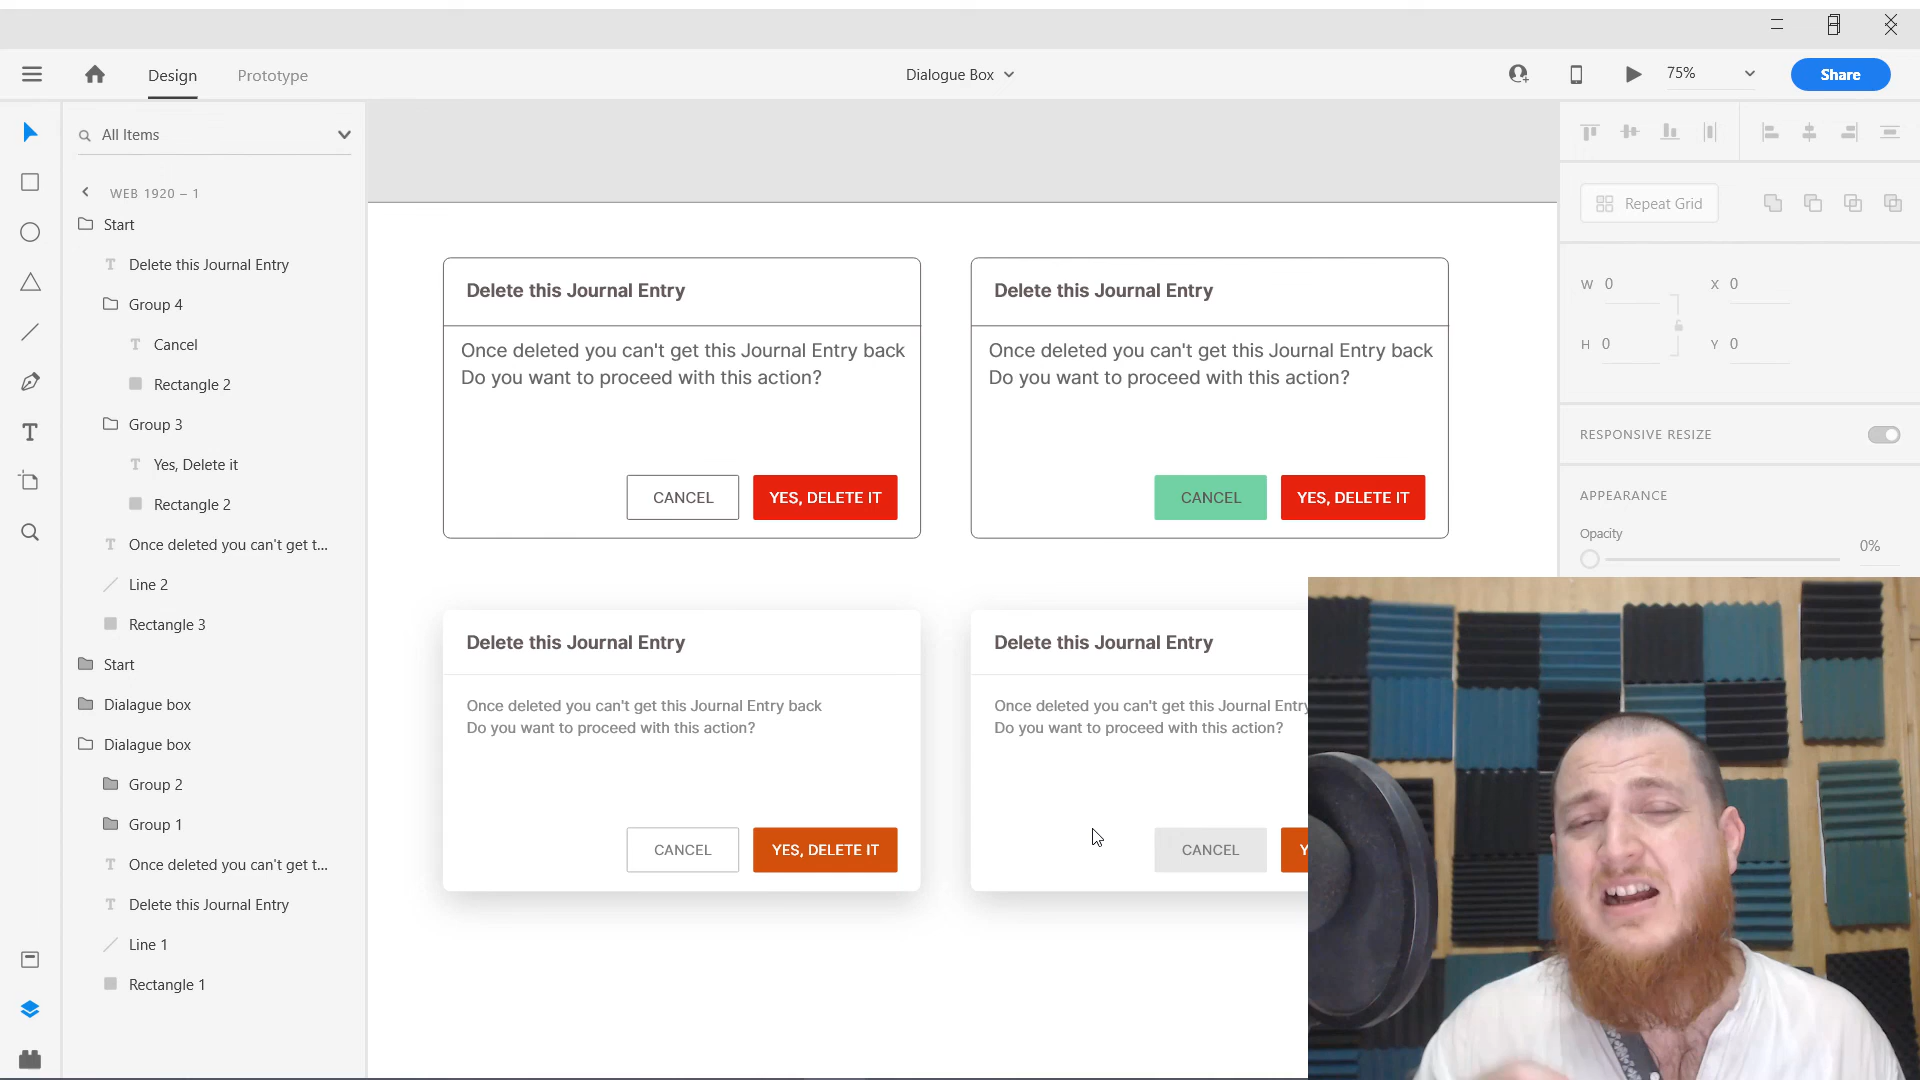 Design
Prototype
Dialogue Box
75%
Share
All Items
WEB 1920 – 1
Start
Delete this Journal Entry
Group 4
Cancel
Rectangle 2
Group 3
Yes, Delete it
Rectangle 2
Once deleted you can't get t...
Line 2
Rectangle 3
Start
Dialague box
Dialague box
Group 2
Group 1
Once deleted you can't get t...
Delete this Journal Entry
Line 1
Rectangle 1
Delete this Journal Entry
Once deleted you can't get this Journal Entry back
Do you want to proceed with this action?
CANCEL
YES, DELETE IT
Delete this Journal Entry
Once deleted you can't get this Journal Entry back
Do you want to proceed with this action?
CANCEL
YES, DELETE IT
Delete this Journal Entry
Once deleted you can't get this Journal Entry back
Do you want to proceed with this action?
CANCEL
YES, DELETE IT
Delete this Journal Entry
Once deleted you can't get this Journal Entry
Do you want to proceed with this action?
CANCEL
Y
Repeat Grid
W 0
X 0
H 0
Y 0
RESPONSIVE RESIZE
APPEARANCE
Opacity
0%